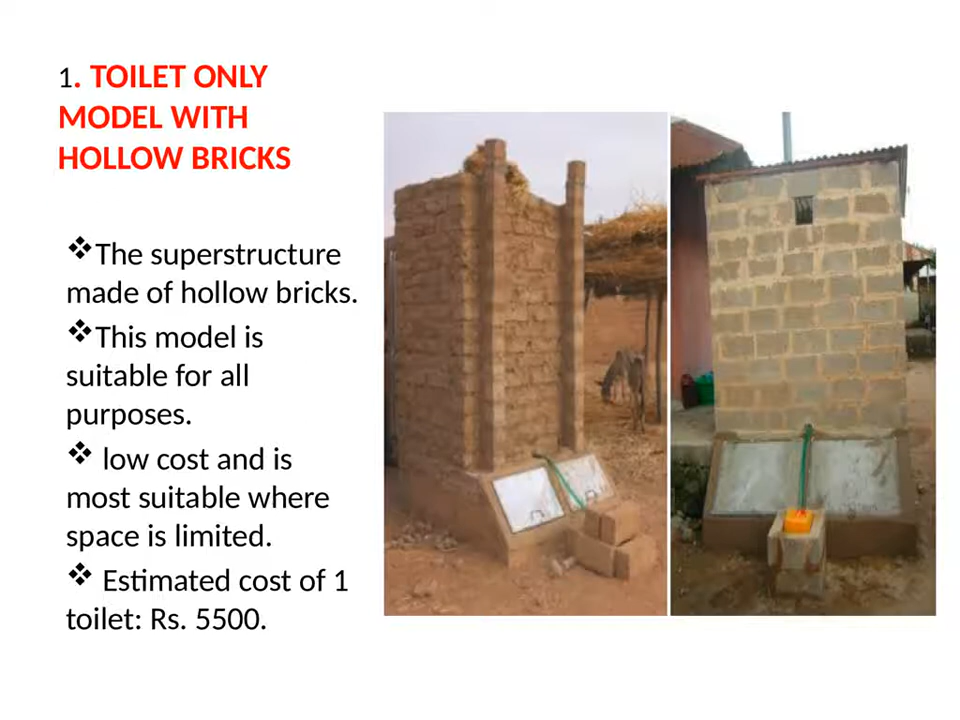 1. TOILET ONLY
MODEL WITH
HOLLOW BRICKS
❖The superstructure
made of hollow bricks.
❖This model is
suitable for all
purposes.
❖ low cost and is
most suitable where
space is limited.
❖ Estimated cost of 1
toilet: Rs. 5500.